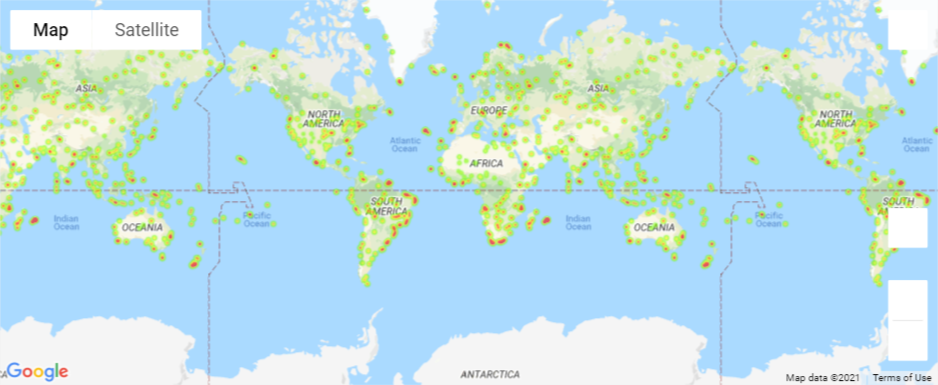 Map Satellite
ASIA
NORTH
AMERICA
Atlantic
Ocean
EUROPE
ASIA
NORTH
AMERICA
Atlantic
Ocean
AFRICA
SOUTH
AMERICA
SOUTH
Indian
Ocean
OCEANIA
Pacific
Ocean
Indian
Ocean
OCEANIA
Pacific
Ocean
ANTARCTICA
Google
Map data ©2021 Terms of Use